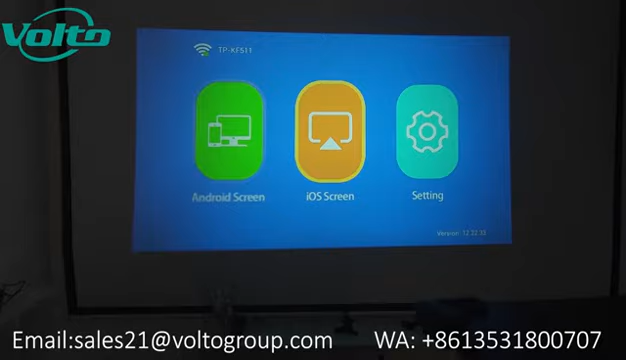 Volto
TP-KF511
Android Screen
iOS Screen
Setting
Email:sales21@voltogroup.com
WA: +8613531800707